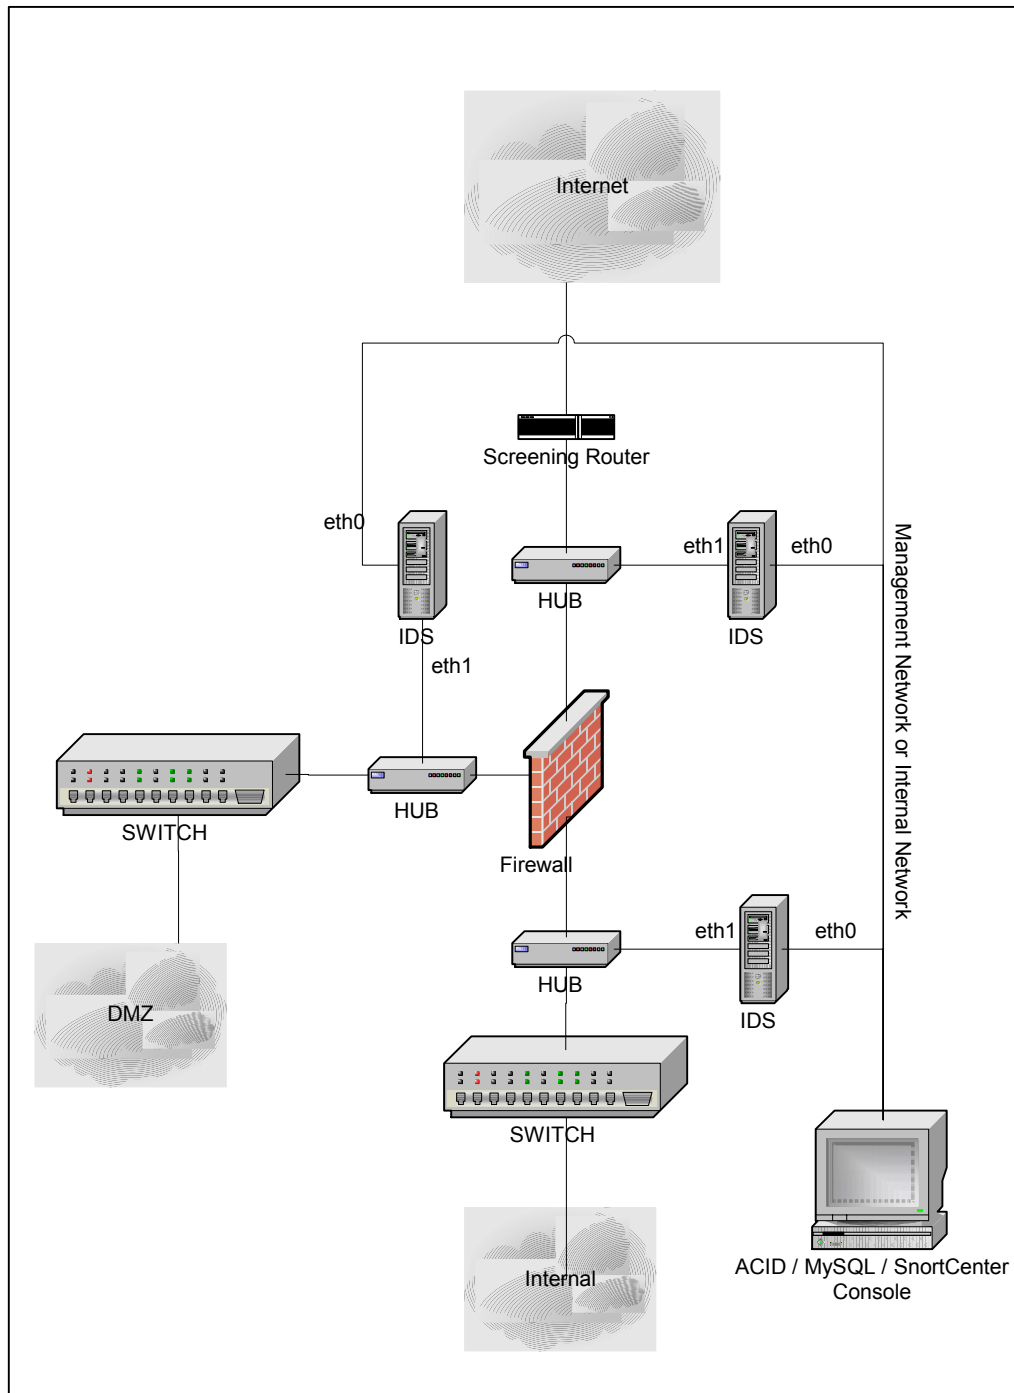 Internet
Screening Router
eth0
eth1
eth0
HUB
IDS
IDS
eth1
Management Network or Internal Network
HUB
SWITCH
Firewall
eth1
eth0
HUB
IDS
DMZ
SWITCH
Internal
ACID / MySQL / SnortCenter
Console